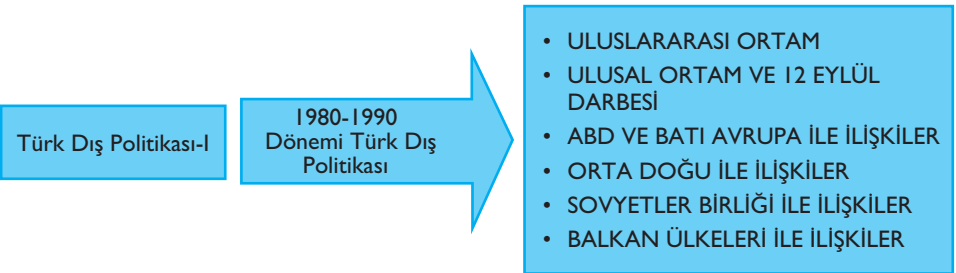 Türk Dış Politikası-I
1980-1990
Dönemi Türk Dış
Politikası
• ULUSLARARASI ORTAM
• ULUSAL ORTAM VE 12 EYLÜL
DARBESİ
• ABD VE BATI AVRUPA İLE İLİŞKİLER
• ORTA DOĞU İLE İLİŞKİLER
• SOVYETLER BİRLİĞİ İLE İLİŞKİLER
• BALKAN ÜLKELERİ İLE İLİŞKİLER